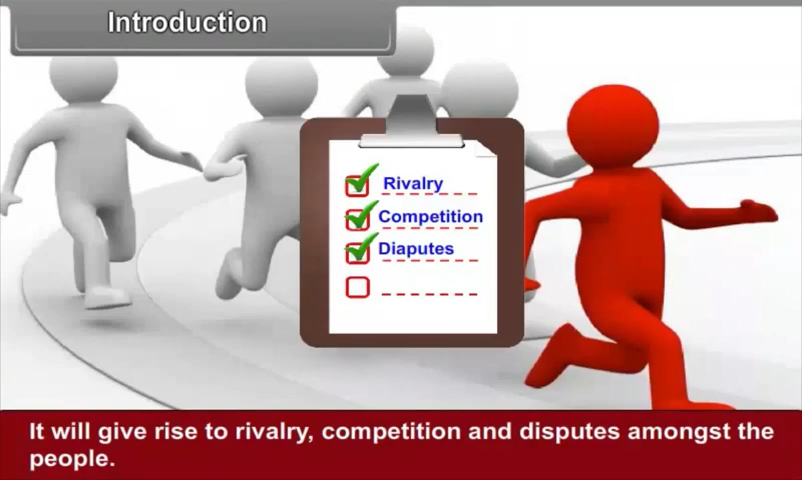 Introduction
Rivalry
Competition
Diaputes
It will give rise to rivalry, competition and disputes amongst the
people.